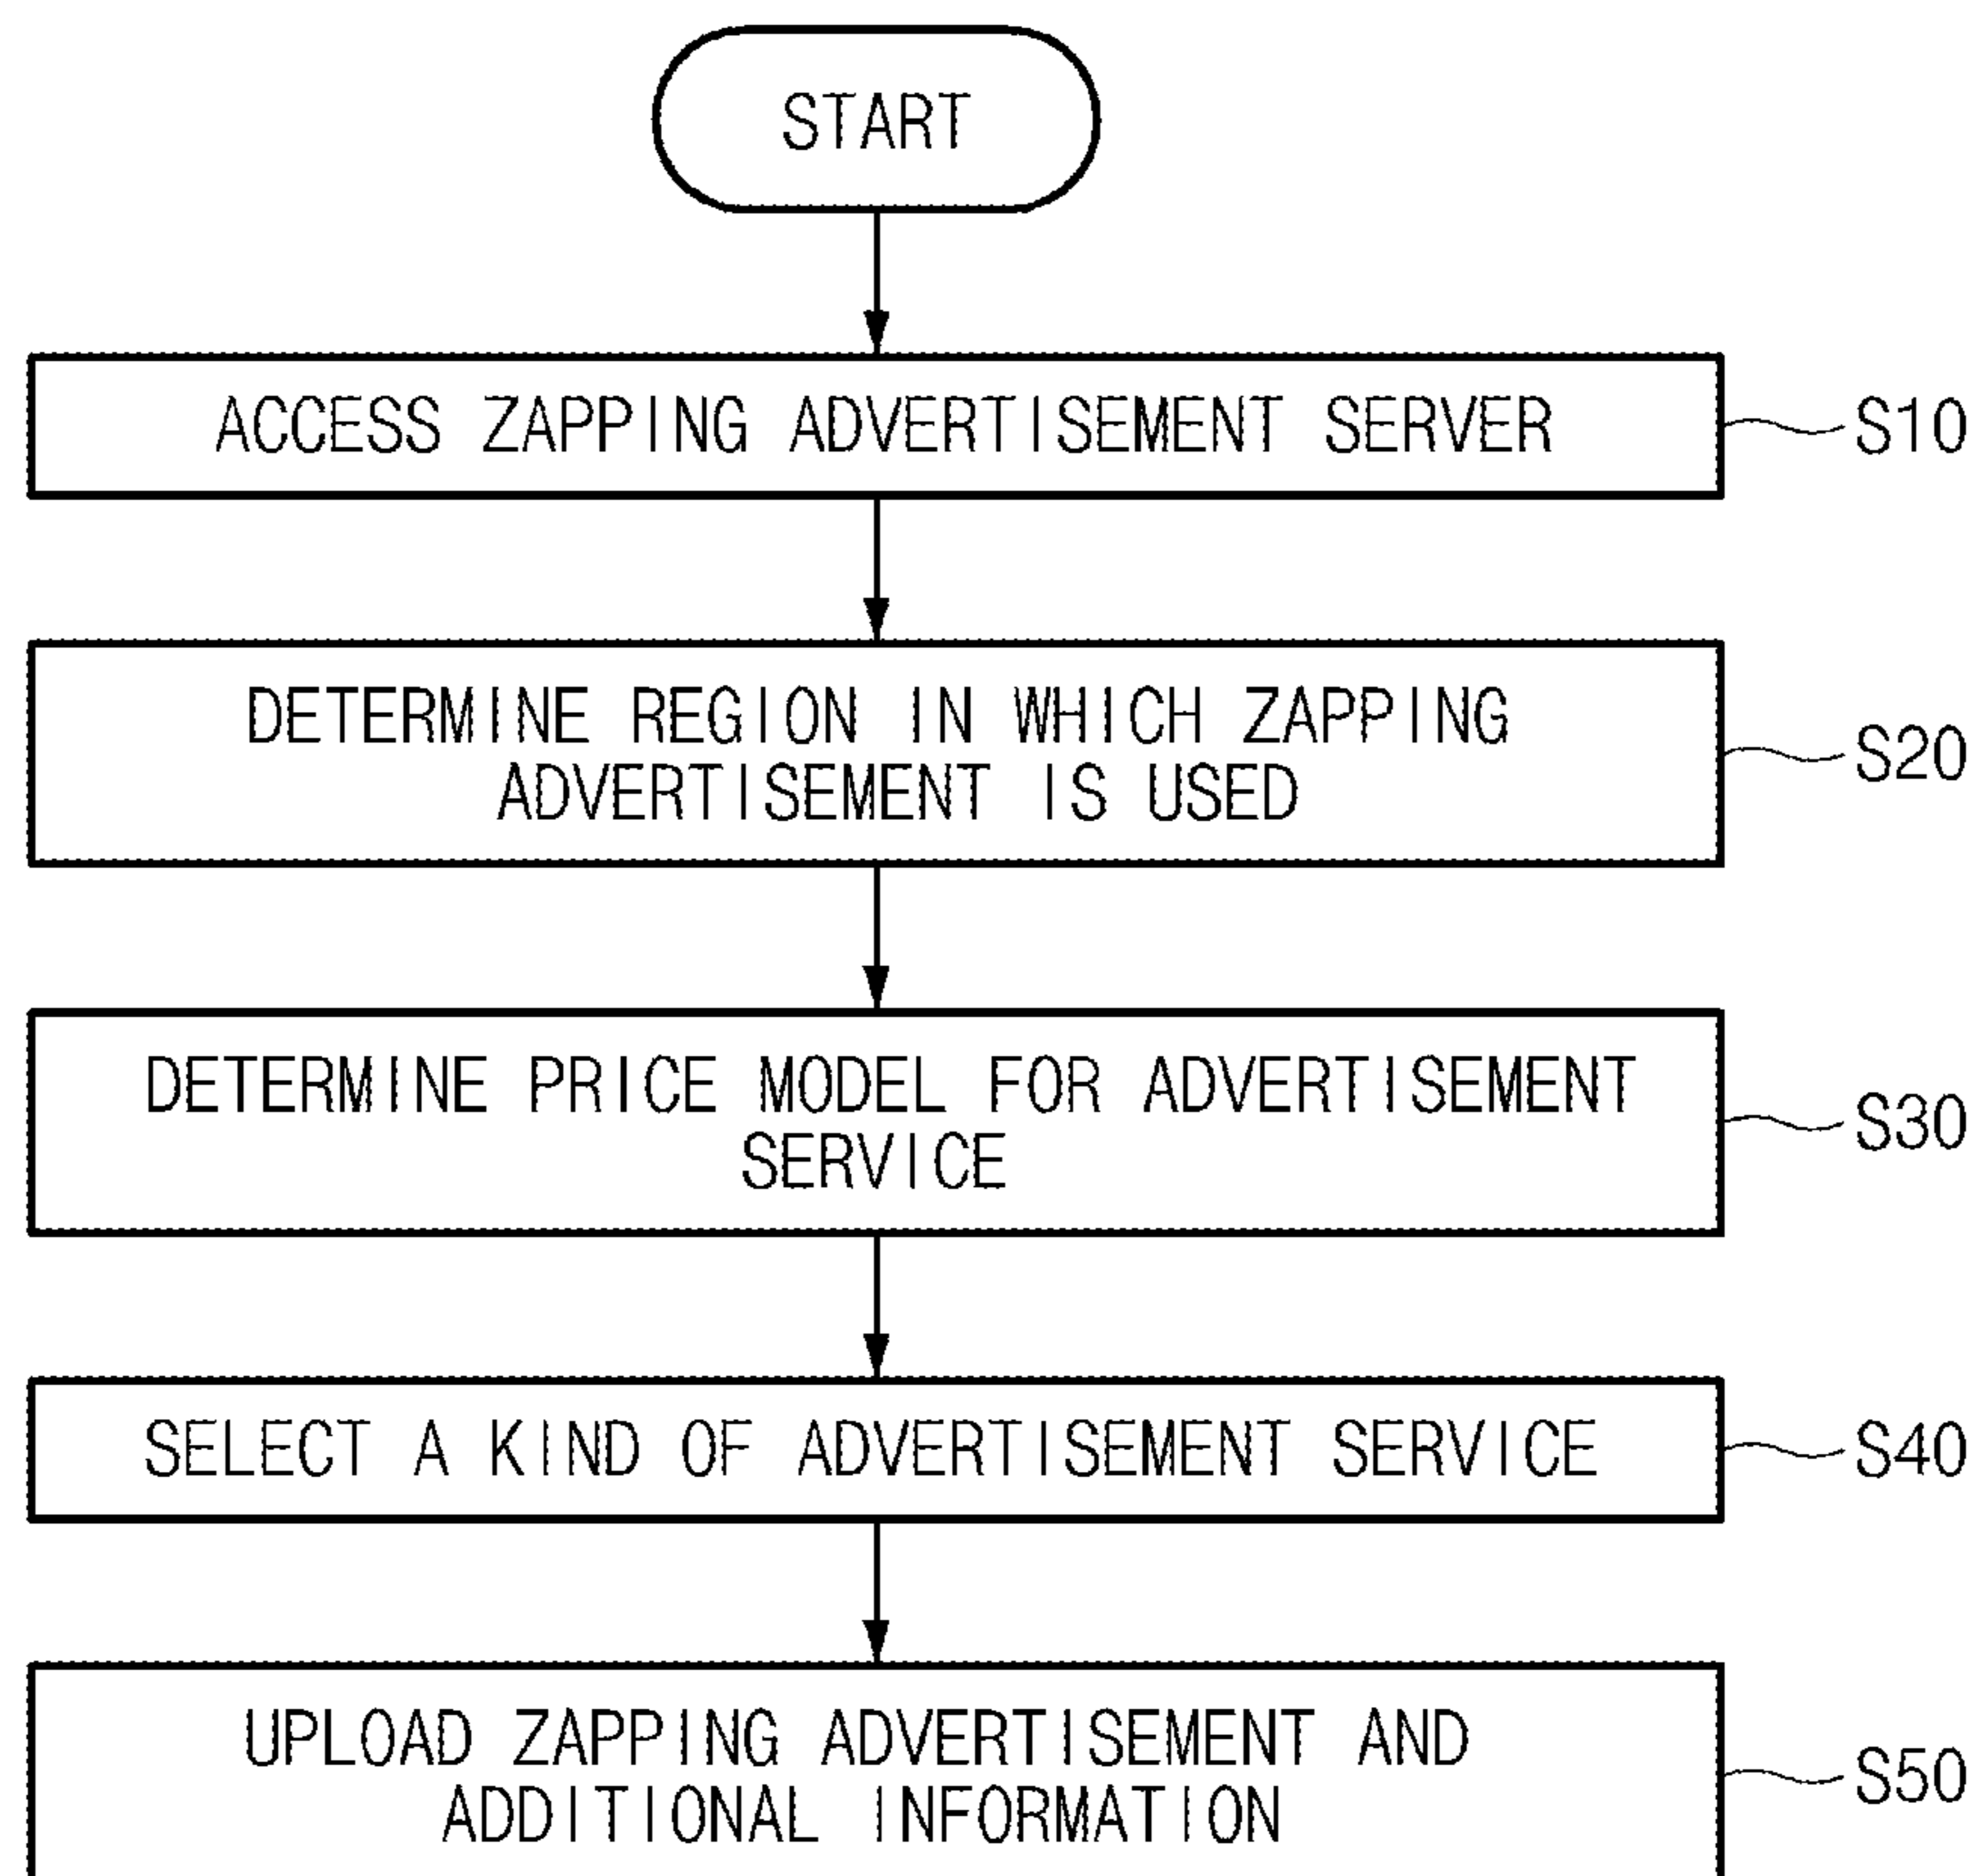 START
ACCESS ZAPPING ADVERTISEMENT SERVER
S10
DETERMINE REGION IN WHICH ZAPPING
ADVERTISEMENT IS USED
S20
DETERMINE PRICE MODEL FOR ADVERTISEMENT
SERVICE
S30
SELECT A KIND OF ADVERTISEMENT SERVICE
S40
UPLOAD ZAPPING ADVERTISEMENT AND
ADDITIONAL INFORMATION
S50